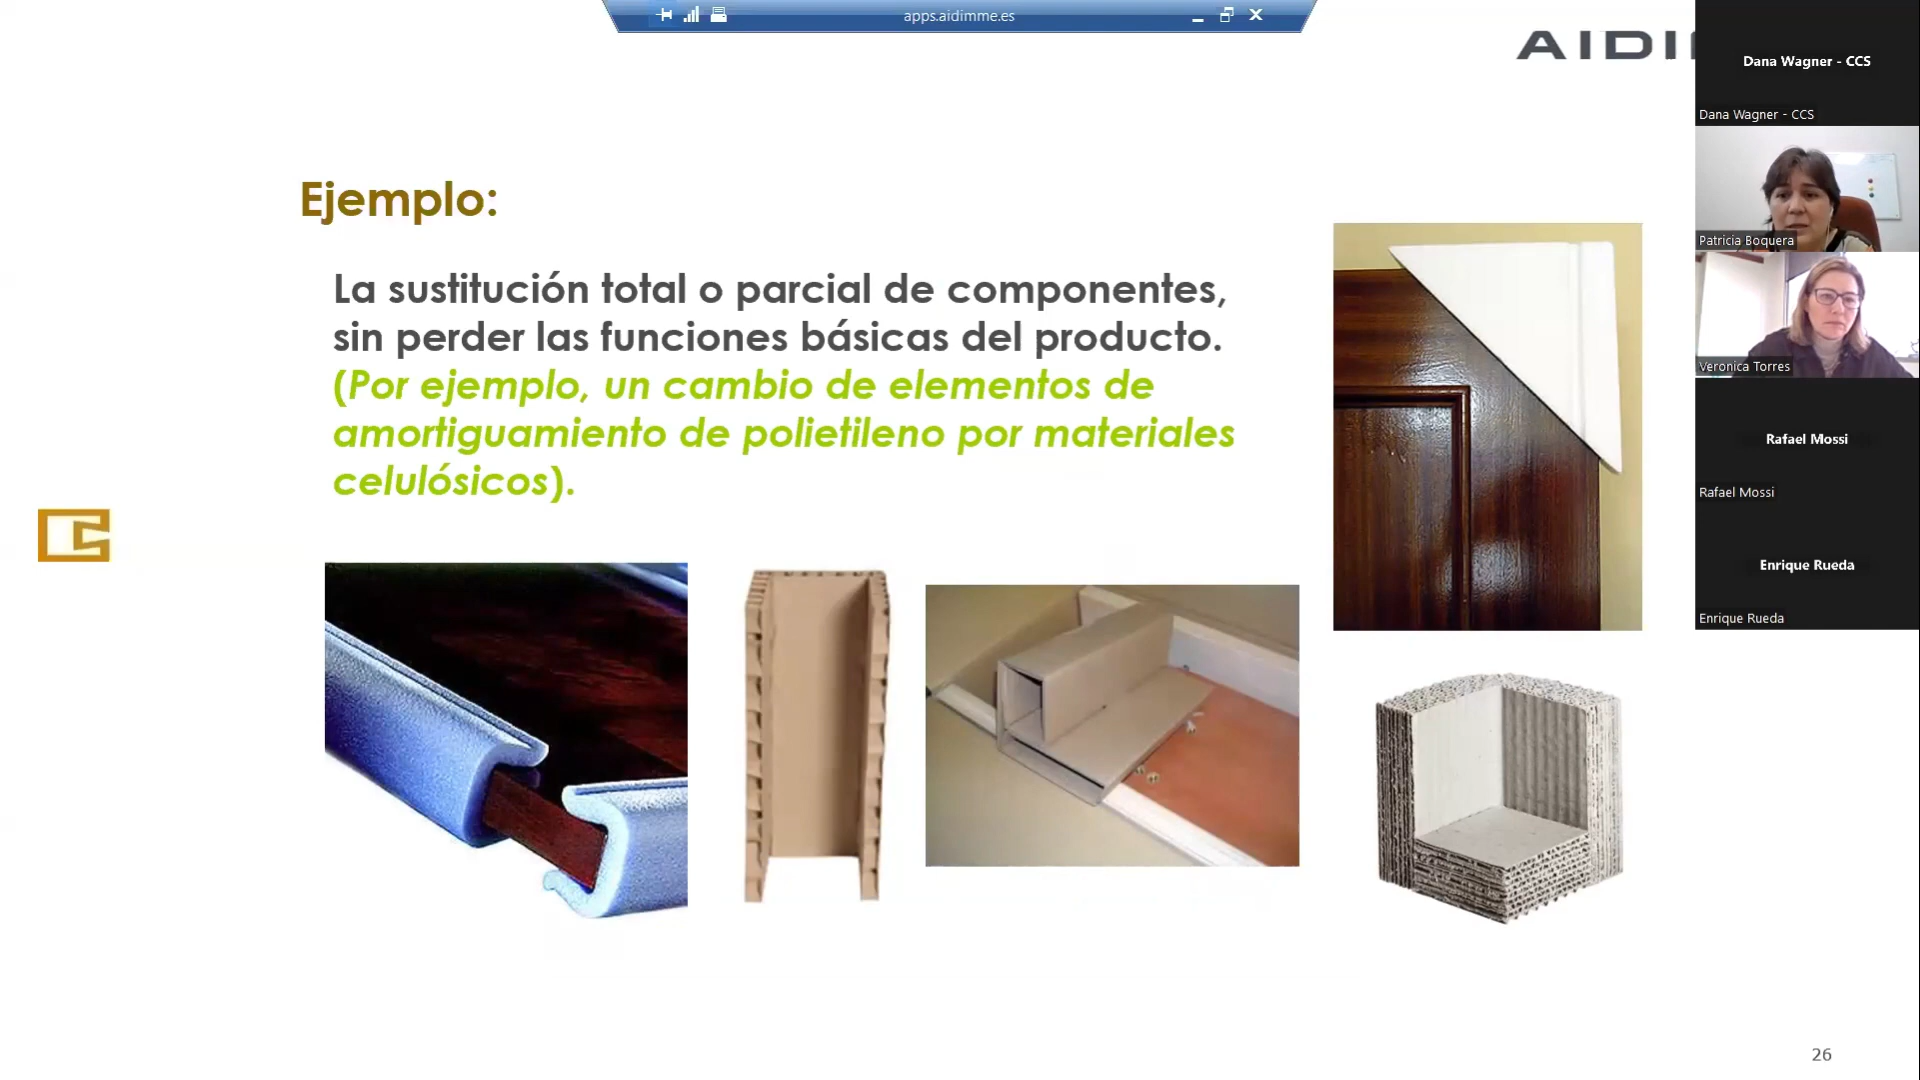 apps.aidimme.es
AIDI
Ejemplo:
La sustitución total o parcial de componentes,
sin perder las funciones básicas del producto.
(Por ejemplo, un cambio de elementos de
amortiguamiento de polietileno por materiales
celulósicos).
Dana Wagner - CCS
Dana Wagner - CCS
Patricia Boquera
Veronica Torres
Rafael Mossi
Rafael Mossi
Enrique Rueda
Enrique Rueda
26